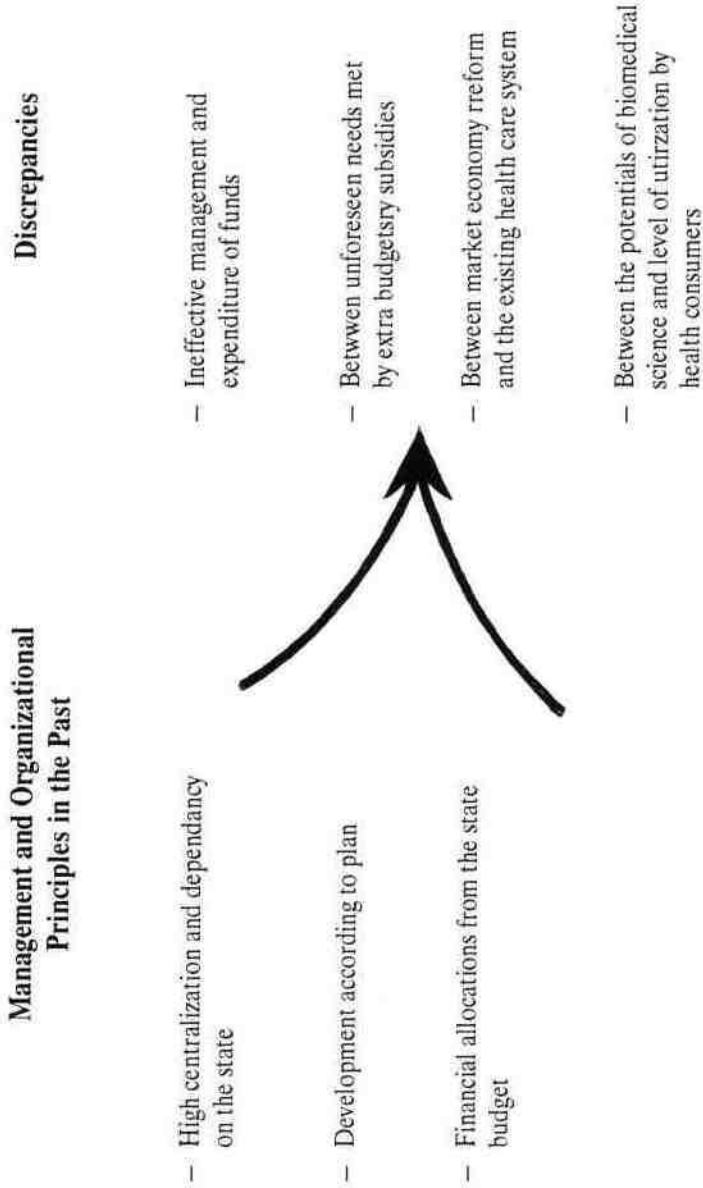 Management and Organizational
Principles in the Past
– High centralization and dependancy
on the state
– Development according to plan
– Financial allocations from the state
budget
Discrepancies
– Ineffective management and
expenditure of funds
– Betwwen unforeseen needs met
by extra budgetsry subsidies
– Between market economy rreform
and the existing health care system
– Between the potentials of biomedical
science and level of utirzation by
health consumers